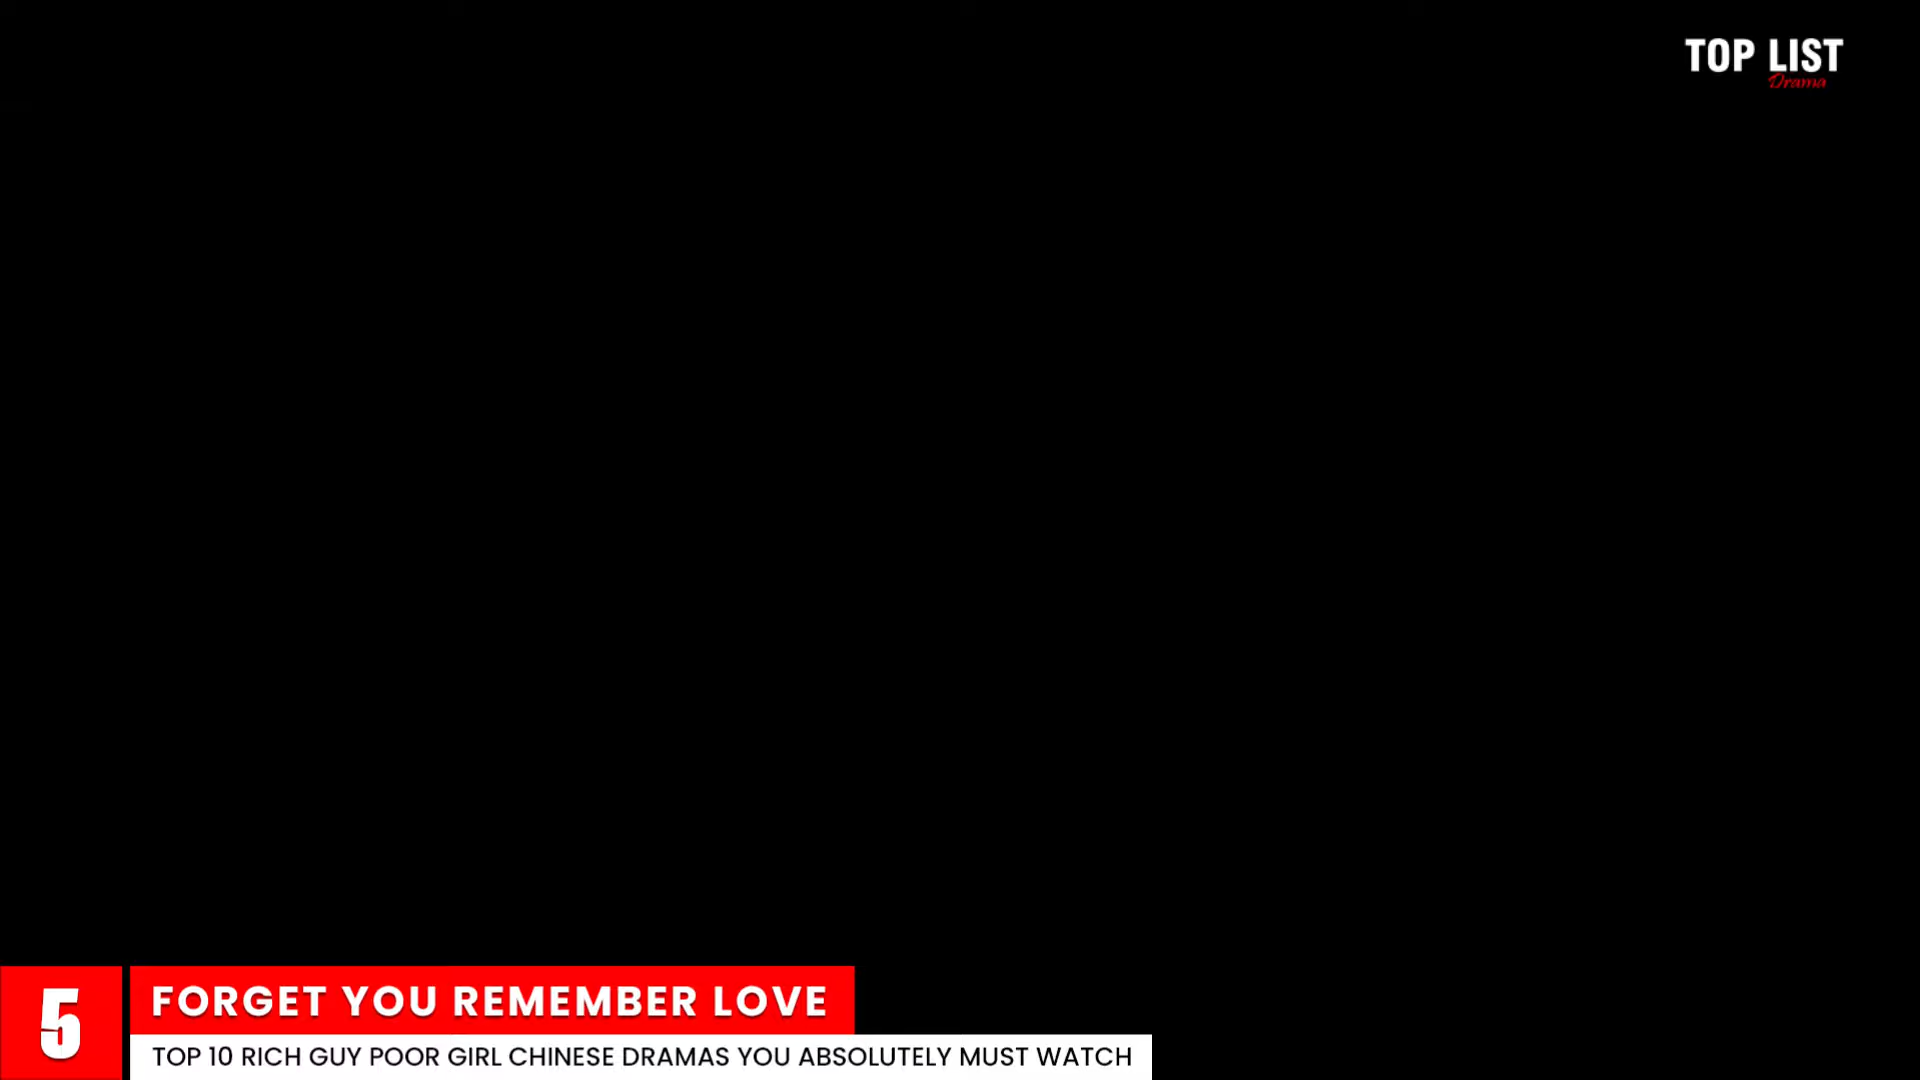 TOP LIST
Drama
5
FORGET YOU REMEMBER LOVE
TOP 10 RICH GUY POOR GIRL CHINESE DRAMAS YOU ABSOLUTELY MUST WATCH